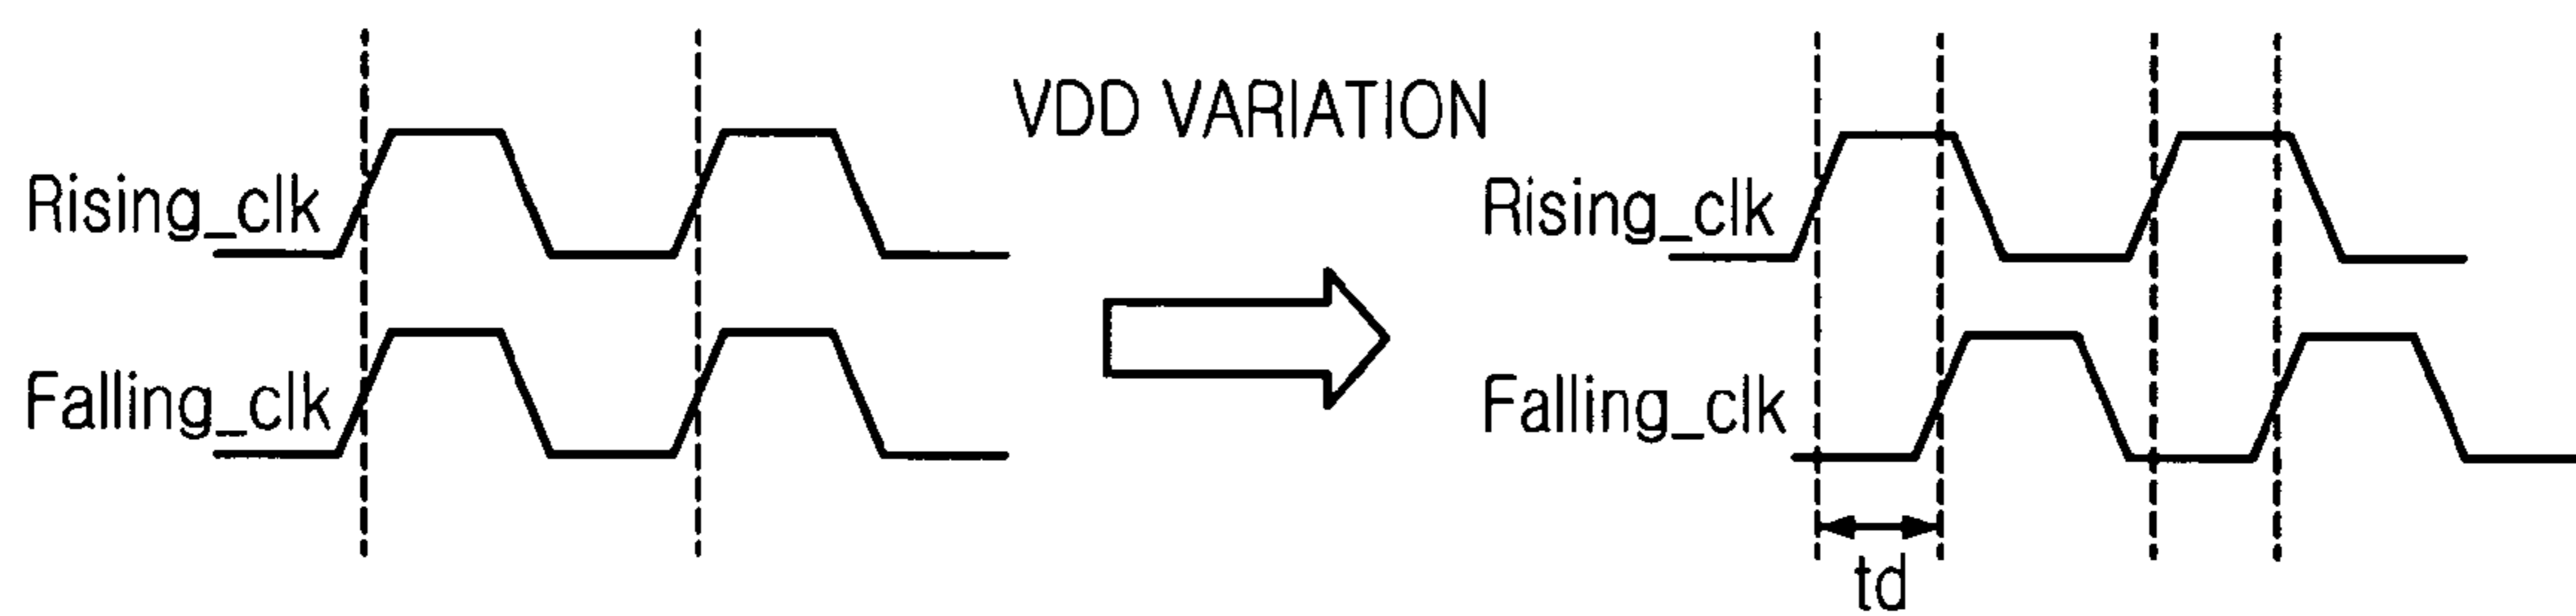 Rising_clk
Falling_clk
VDD VARIATION
Rising_clk
Falling_clk
td